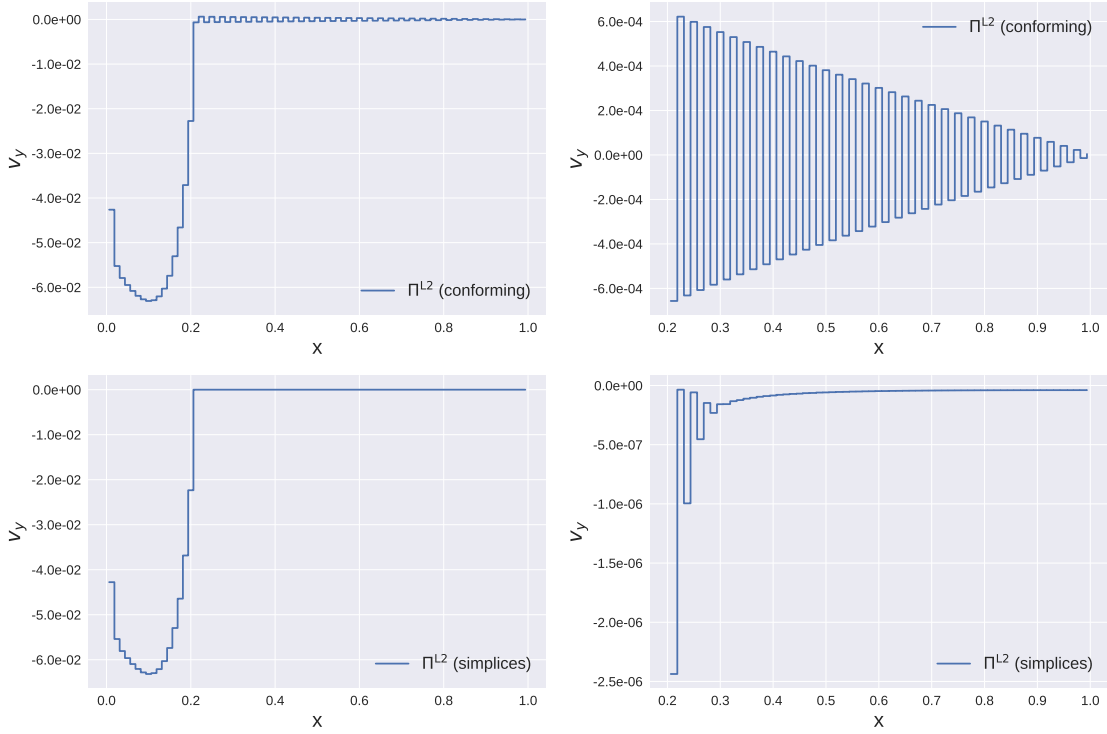 0.0e+00
-1.0e-02
-2.0e-02
-3.0e-02
-4.0e-02
-5.0e-02
-6.0e-02
v_y
Π^L2 (conforming)
0.0 0.2 0.4 0.6 0.8 1.0
x
6.0e-04
4.0e-04
2.0e-04
0.0e+00
-2.0e-04
-4.0e-04
-6.0e-04
v_y
Π^L2 (conforming)
0.2 0.3 0.4 0.5 0.6 0.7 0.8 0.9 1.0
x
0.0e+00
-1.0e-02
-2.0e-02
-3.0e-02
-4.0e-02
-5.0e-02
-6.0e-02
v_y
Π^L2 (simplices)
0.0 0.2 0.4 0.6 0.8 1.0
x
0.0e+00
-5.0e-07
-1.0e-06
-1.5e-06
-2.0e-06
-2.5e-06
v_y
Π^L2 (simplices)
0.2 0.3 0.4 0.5 0.6 0.7 0.8 0.9 1.0
x